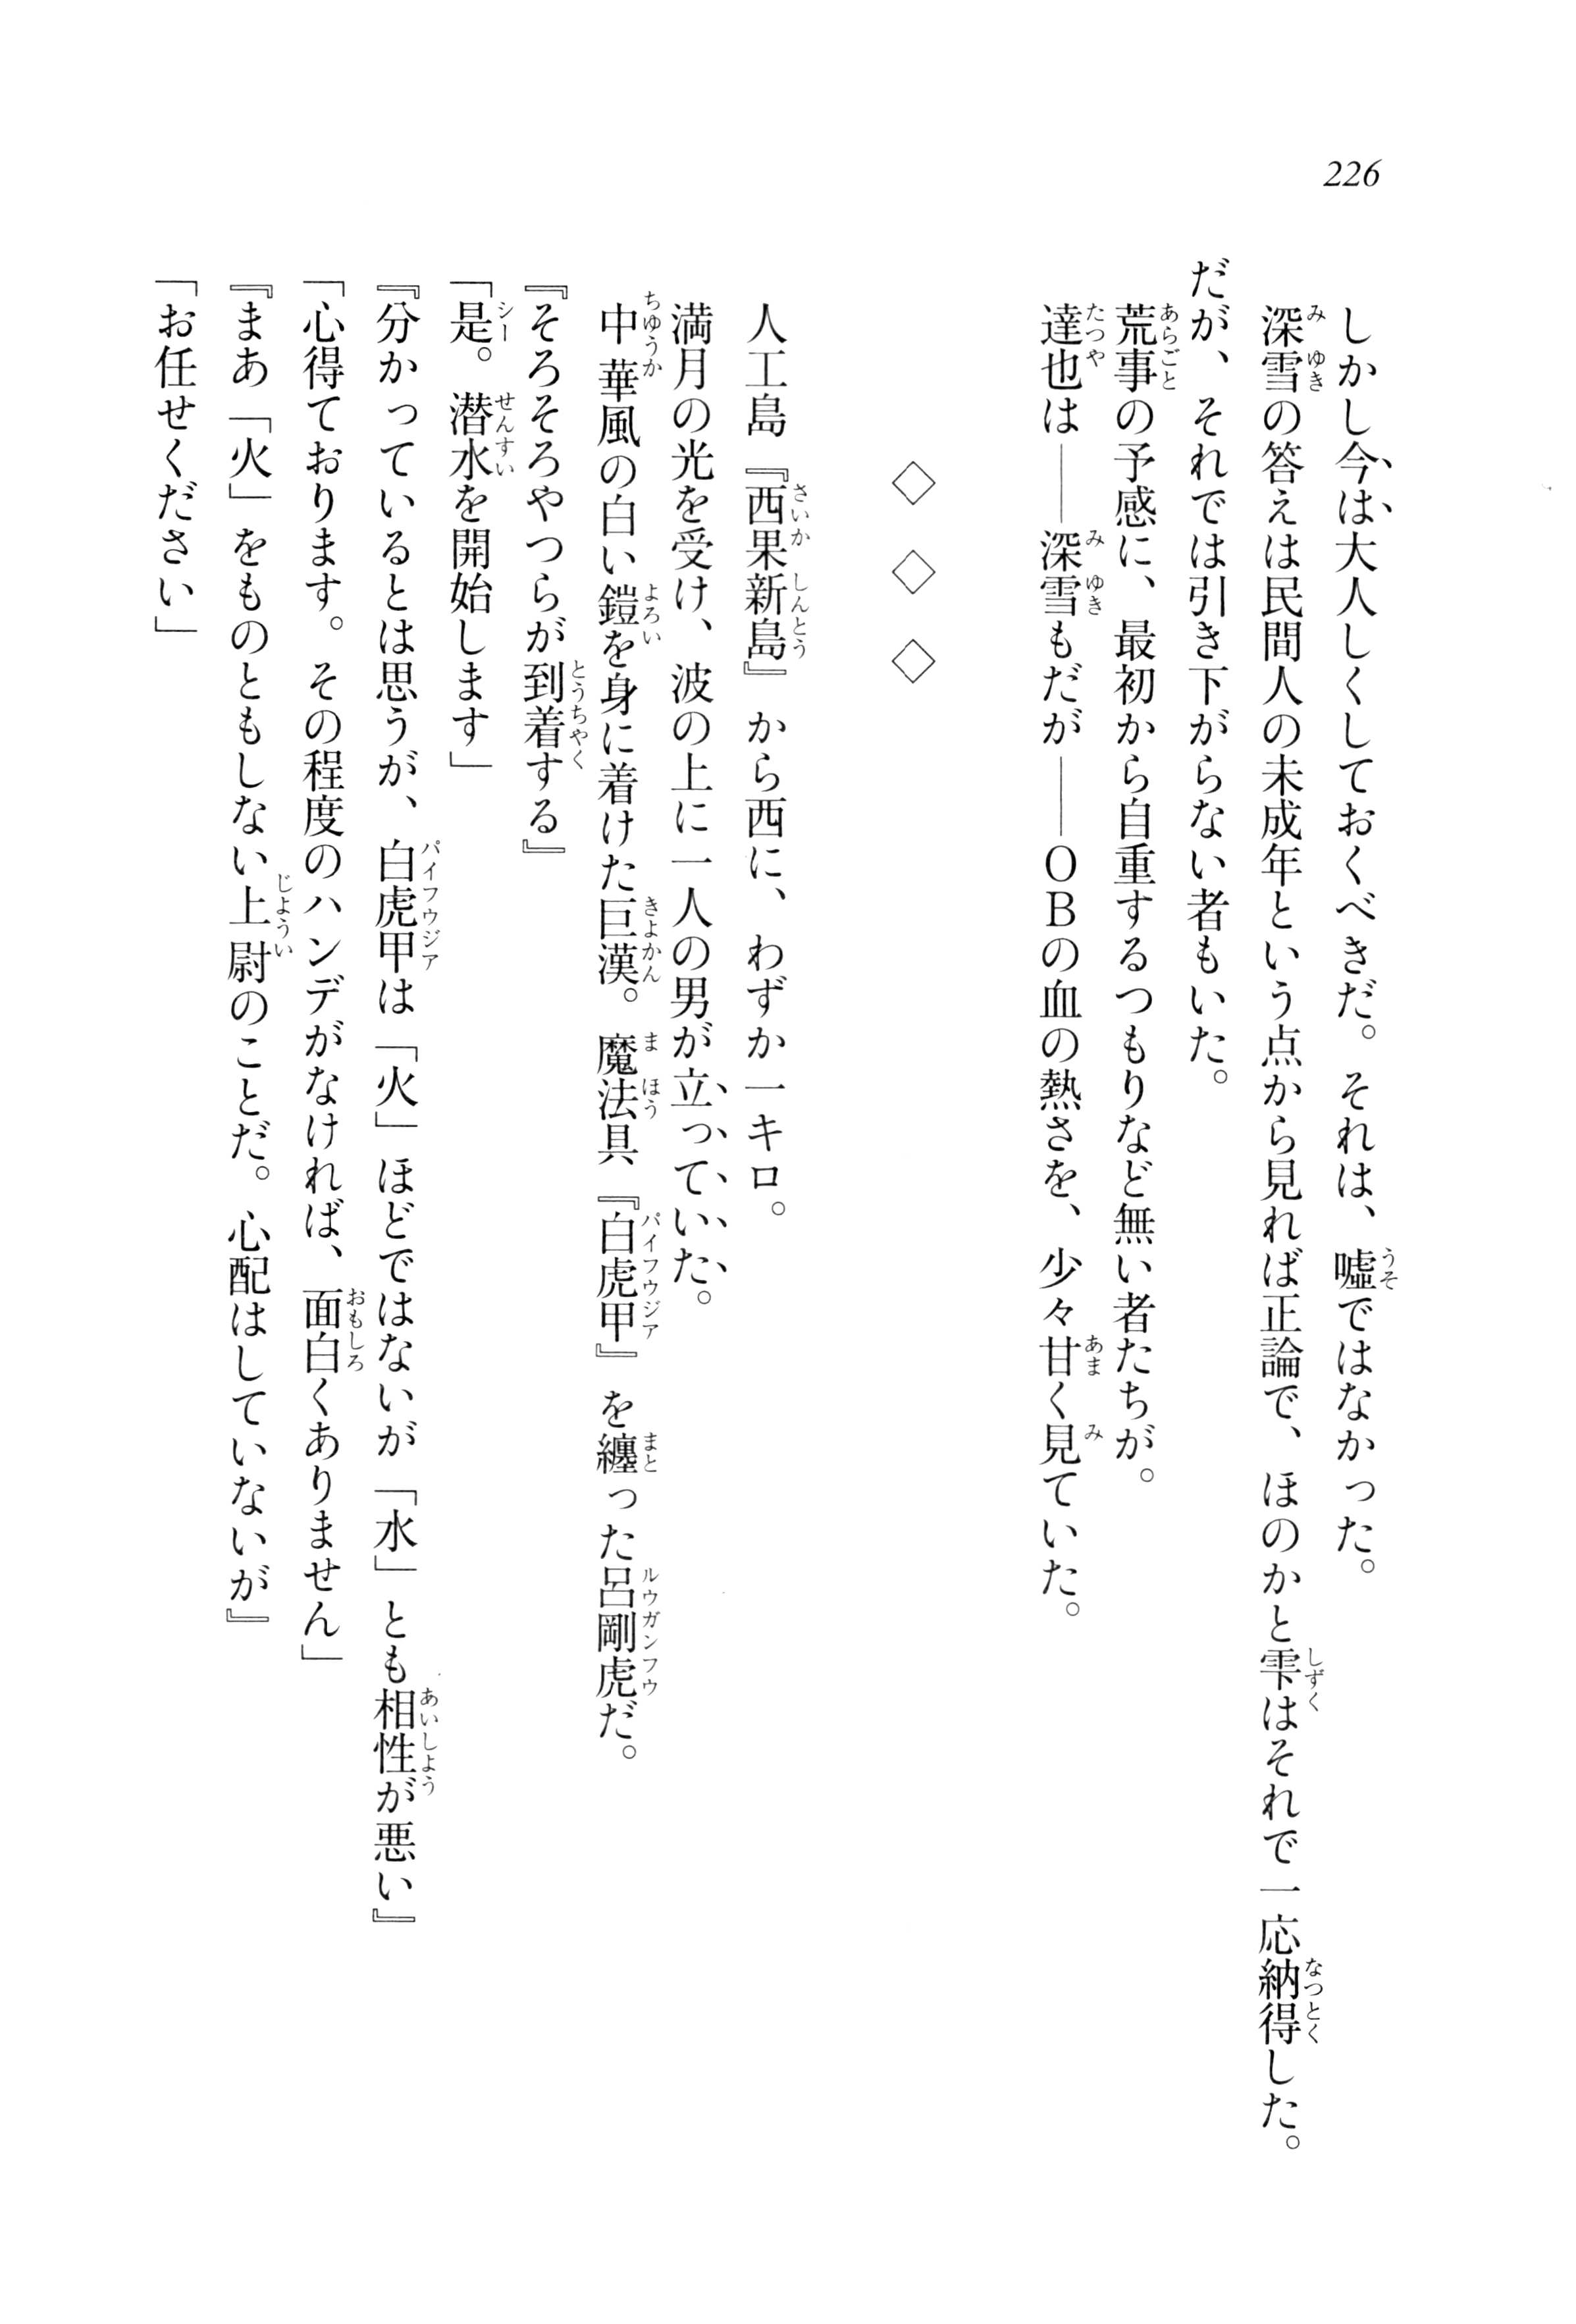 226
しかし今は大人しくしておくべきだ。それは、嘘ではなかった。
深雪の答えは民間人の未成年という点から見れば正論で、ほのかと雫はそれで一応納得した。
だが、それでは引き下がらない者もいた。
荒事の予感に、最初から自重するつもりなど無い者たちが。
達也は――深雪もだが――ＯＢの血の熱さを、少々甘く見ていた。
◇　◇　◇
人工島『西果新島』から西に、わずか一キロ。
満月の光を受け、波の上に一人の男が立っていた。
中華風の白い鎧を身に着けた巨漢。魔法具『白虎甲』を纏った呂剛虎だ。
『そろそろやつらが到着する』
「是。潜水を開始します」
『分かっているとは思うが、白虎甲は「火」ほどではないが「水」とも相性が悪い』
「心得ております。その程度のハンデがなければ、面白くありません」
『まあ「火」をものともしない上尉のことだ。心配はしていないが』
「お任せください」